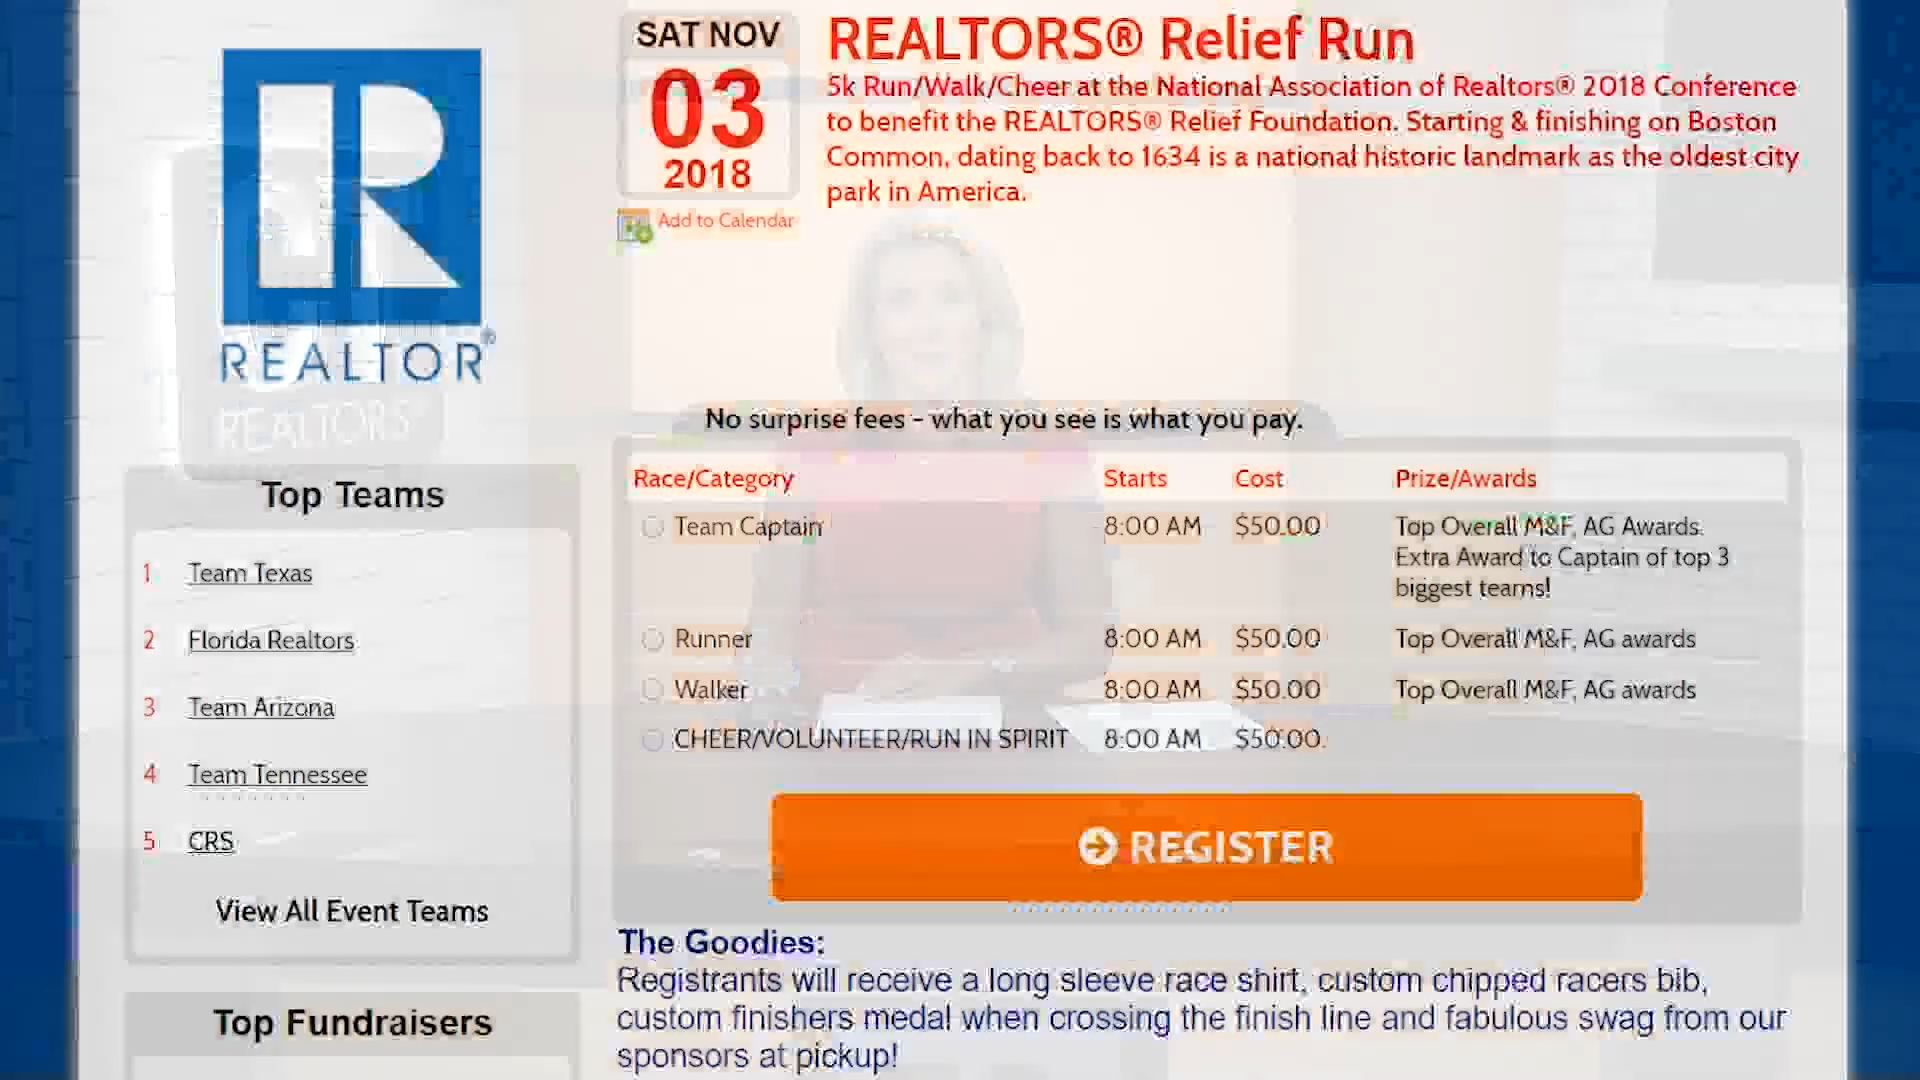 SAT NOV
03
2018
Add to Calendar
REALTORS® Relief Run
5k Run/Walk/Cheer at the National Association of Realtors® 2018 Conference
to benefit the REALTORS® Relief Foundation. Starting & finishing on Boston
Common, dating back to 1634 is a national historic landmark as the oldest city
park in America.
REALTOR®
REALTORS®
No surprise fees - what you see is what you pay.
Race/Category Starts Cost Prize/Awards
Team Captain 8:00 AM $50.00 Top Overall M&F, AG Awards.
Extra Award to Captain of top 3
biggest teams!
Runner 8:00 AM $50.00 Top Overall M&F, AG awards
Walker 8:00 AM $50.00 Top Overall M&F, AG awards
CHEER/VOLUNTEER/RUN IN SPIRIT 8:00 AM $50.00
REGISTER
Top Teams
1 Team Texas
2 Florida Realtors
3 Team Arizona
4 Team Tennessee
5 CRS
View All Event Teams
Top Fundraisers
The Goodies:
Registrants will receive a long sleeve race shirt, custom chipped racers bib,
custom finishers medal when crossing the finish line and fabulous swag from our
sponsors at pickup!